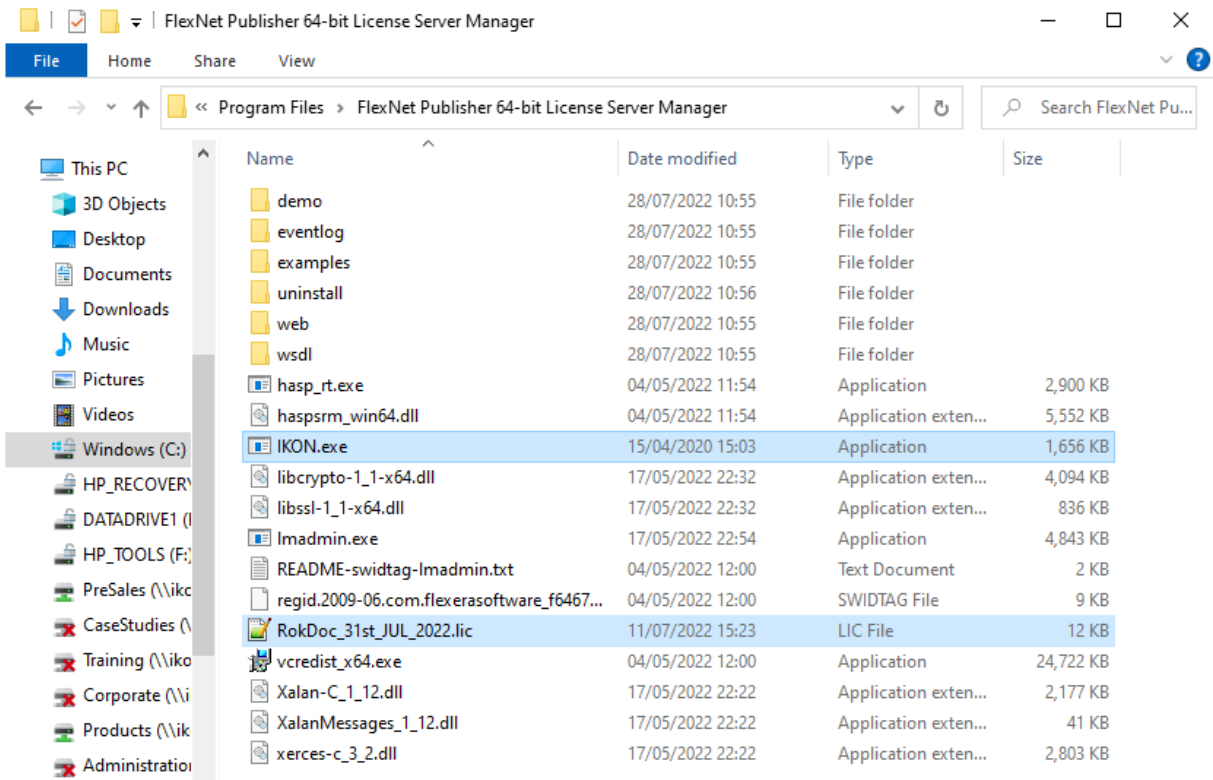 FlexNet Publisher 64-bit License Server Manager
File Home Share View
« Program Files > FlexNet Publisher 64-bit License Server Manager Search FlexNet Pu...
Name Date modified Type Size
This PC
3D Objects
Desktop
Documents
Downloads
Music
Pictures
Videos
Windows (C:)
HP_RECOVERY
DATADRIVE1 (
HP_TOOLS (F:)
PreSales (\\ikc
CaseStudies (\
Training (\\iko
Corporate (\\i
Products (\\ik
Administration
demo 28/07/2022 10:55 File folder
eventlog 28/07/2022 10:55 File folder
examples 28/07/2022 10:55 File folder
uninstall 28/07/2022 10:56 File folder
web 28/07/2022 10:55 File folder
wsdl 28/07/2022 10:55 File folder
hasp_rt.exe 04/05/2022 11:54 Application 2,900 KB
haspsrm_win64.dll 04/05/2022 11:54 Application exten... 5,552 KB
IKON.exe 15/04/2020 15:03 Application 1,656 KB
libcrypto-1_1-x64.dll 17/05/2022 22:32 Application exten... 4,094 KB
libssl-1_1-x64.dll 17/05/2022 22:32 Application exten... 836 KB
lmadmin.exe 17/05/2022 22:54 Application 4,843 KB
README-swidtag-lmadmin.txt 04/05/2022 12:00 Text Document 2 KB
regid.2009-06.com.flexerasoftware_f6467... 04/05/2022 12:00 SWIDTAG File 9 KB
RokDoc_31st_JUL_2022.lic 11/07/2022 15:23 LIC File 12 KB
vcredist_x64.exe 04/05/2022 12:00 Application 24,722 KB
Xalan-C_1_12.dll 17/05/2022 22:22 Application exten... 2,177 KB
XalanMessages_1_12.dll 17/05/2022 22:22 Application exten... 41 KB
xerces-c_3_2.dll 17/05/2022 22:22 Application exten... 2,803 KB